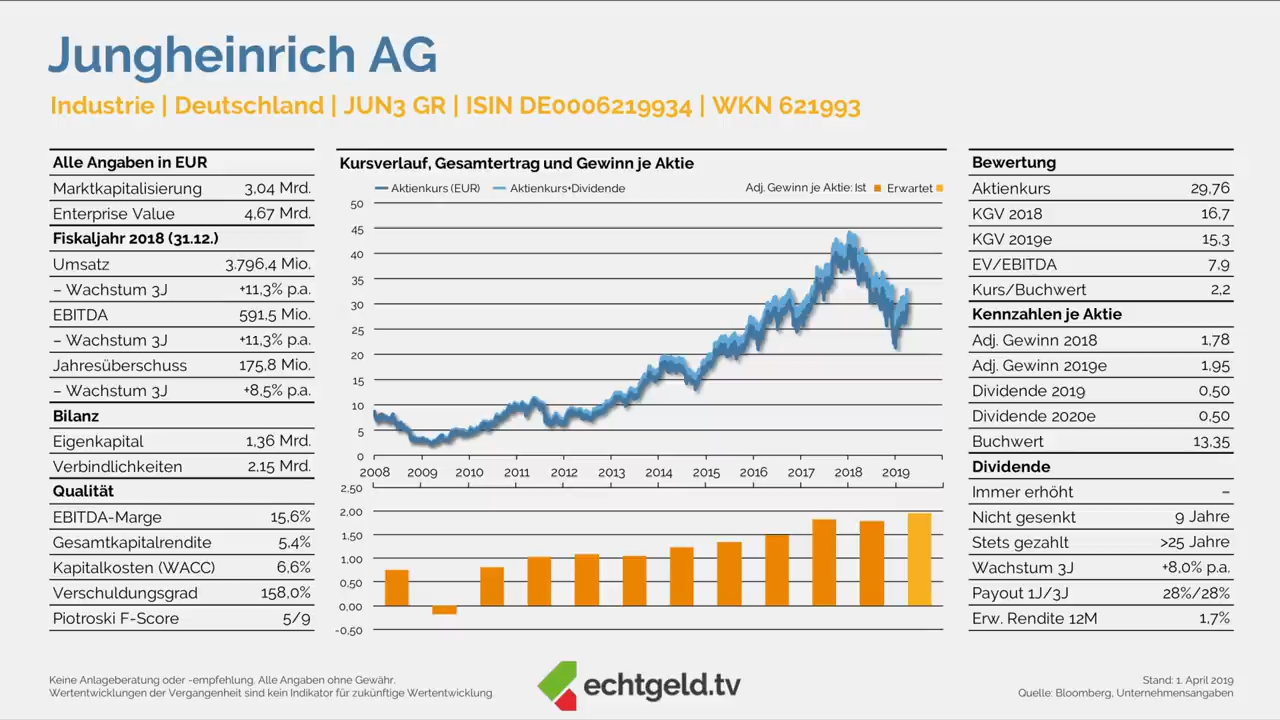 Jungheinrich AG
Industrie | Deutschland | JUN3 GR | ISIN DE0006219934 | WKN 621993
Alle Angaben in EUR
Marktkapitalisierung 3,04 Mrd.
Enterprise Value 4,67 Mrd.
Fiskaljahr 2018 (31.12.)
Umsatz 3.796,4 Mio.
– Wachstum 3J +11,3% p.a.
EBITDA 591,5 Mio.
– Wachstum 3J +11,3% p.a.
Jahresüberschuss 175,8 Mio.
– Wachstum 3J +8,5% p.a.
Bilanz
Eigenkapital 1,36 Mrd.
Verbindlichkeiten 2,15 Mrd.
Qualität
EBITDA-Marge 15,6%
Gesamtkapitalrendite 5,4%
Kapitalkosten (WACC) 6,6%
Verschuldungsgrad 158,0%
Piotroski F-Score 5/9
Kursverlauf, Gesamtertrag und Gewinn je Aktie
Aktienkurs (EUR) Aktienkurs+Dividende Adj. Gewinn je Aktie: Ist Erwartet
50
45
40
35
30
25
20
15
10
5
0
2008 2009 2010 2011 2012 2013 2014 2015 2016 2017 2018 2019
2,50
2,00
1,50
1,00
0,50
0,00
-0,50
Bewertung
Aktienkurs 29,76
KGV 2018 16,7
KGV 2019e 15,3
EV/EBITDA 7,9
Kurs/Buchwert 2,2
Kennzahlen je Aktie
Adj. Gewinn 2018 1,78
Adj. Gewinn 2019e 1,95
Dividende 2019 0,50
Dividende 2020e 0,50
Buchwert 13,35
Dividende
Immer erhöht –
Nicht gesenkt 9 Jahre
Stets gezahlt >25 Jahre
Wachstum 3J +8,0% p.a.
Payout 1J/3J 28%/28%
Erw. Rendite 12M 1,7%
Keine Anlageberatung oder -empfehlung. Alle Angaben ohne Gewähr.
Wertentwicklungen der Vergangenheit sind kein Indikator für zukünftige Wertentwicklung.
echtgeld.tv
Stand: 1. April 2019
Quelle: Bloomberg, Unternehmensangaben